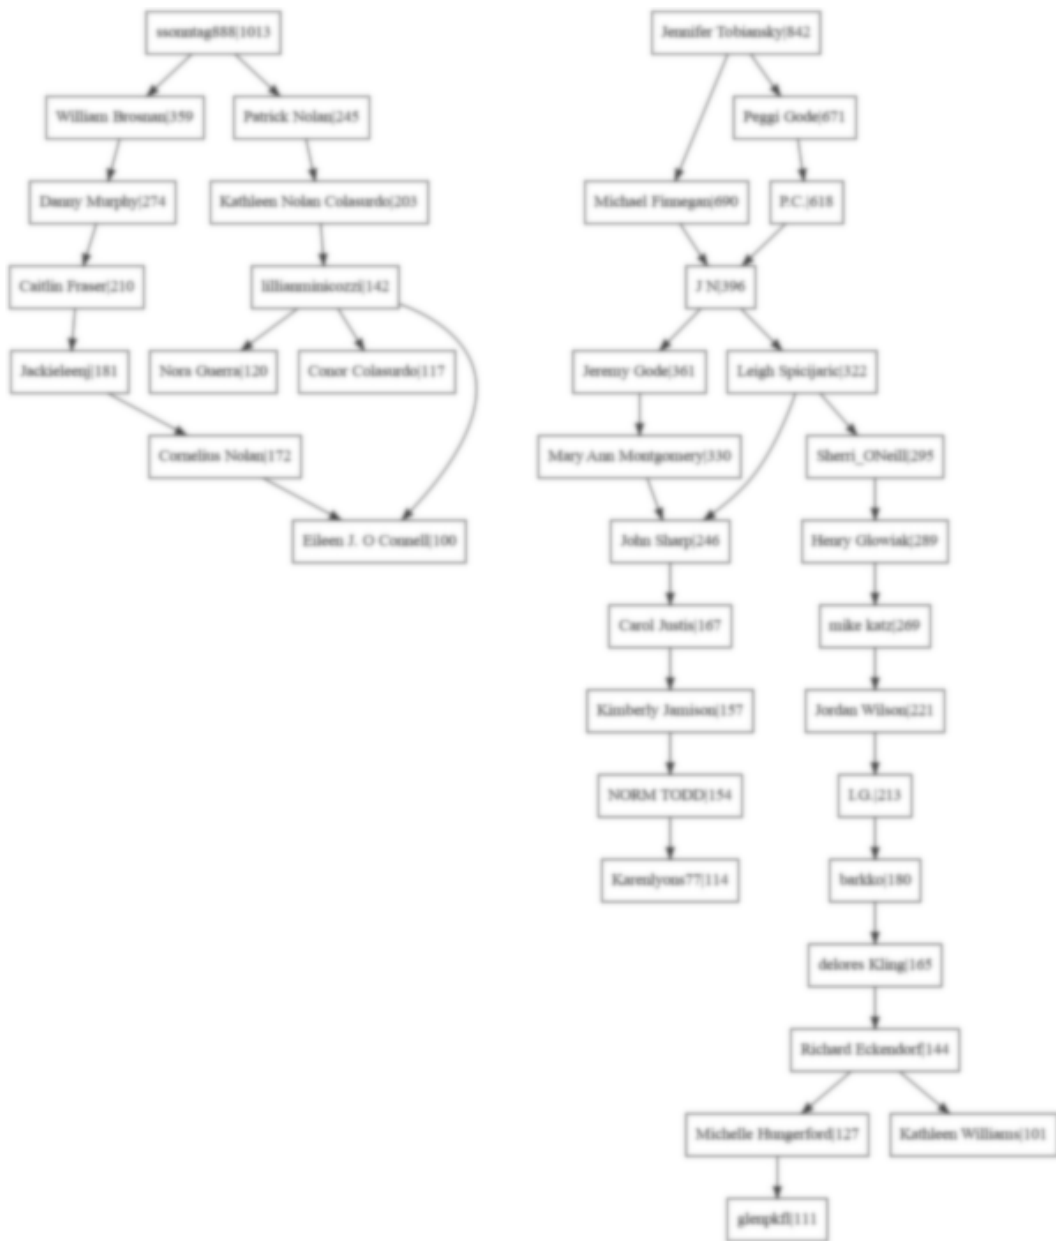 ssonntag888|1013
Jennifer Tobiansky|842
William Brosnan|359
Patrick Nolan|245
Peggi Gode|671
Danny Murphy|274
Kathleen Nolan Colasurdo|203
Michael Finnegan|690
P.C.|618
Caitlin Fraser|210
lillianminicozzi|142
J N|396
Jackieleenj|181
Nora Guerra|120
Conor Colasurdo|117
Jeremy Gode|361
Leigh Spicijaric|322
Cornelius Nolan|172
Mary Ann Montgomery|330
Sherri_ONeill|295
Eileen J. O Connell|100
John Sharp|246
Henry Glowiak|289
Carol Justis|167
mike katz|269
Kimberly Jamison|157
Jordan Wilson|221
NORM TODD|154
I.G.|213
Karenlyons77|114
barkko|180
delores Kling|165
Richard Eckendorf|144
Michelle Hungerford|127
Kathleen Williams|101
glenpkfl|111